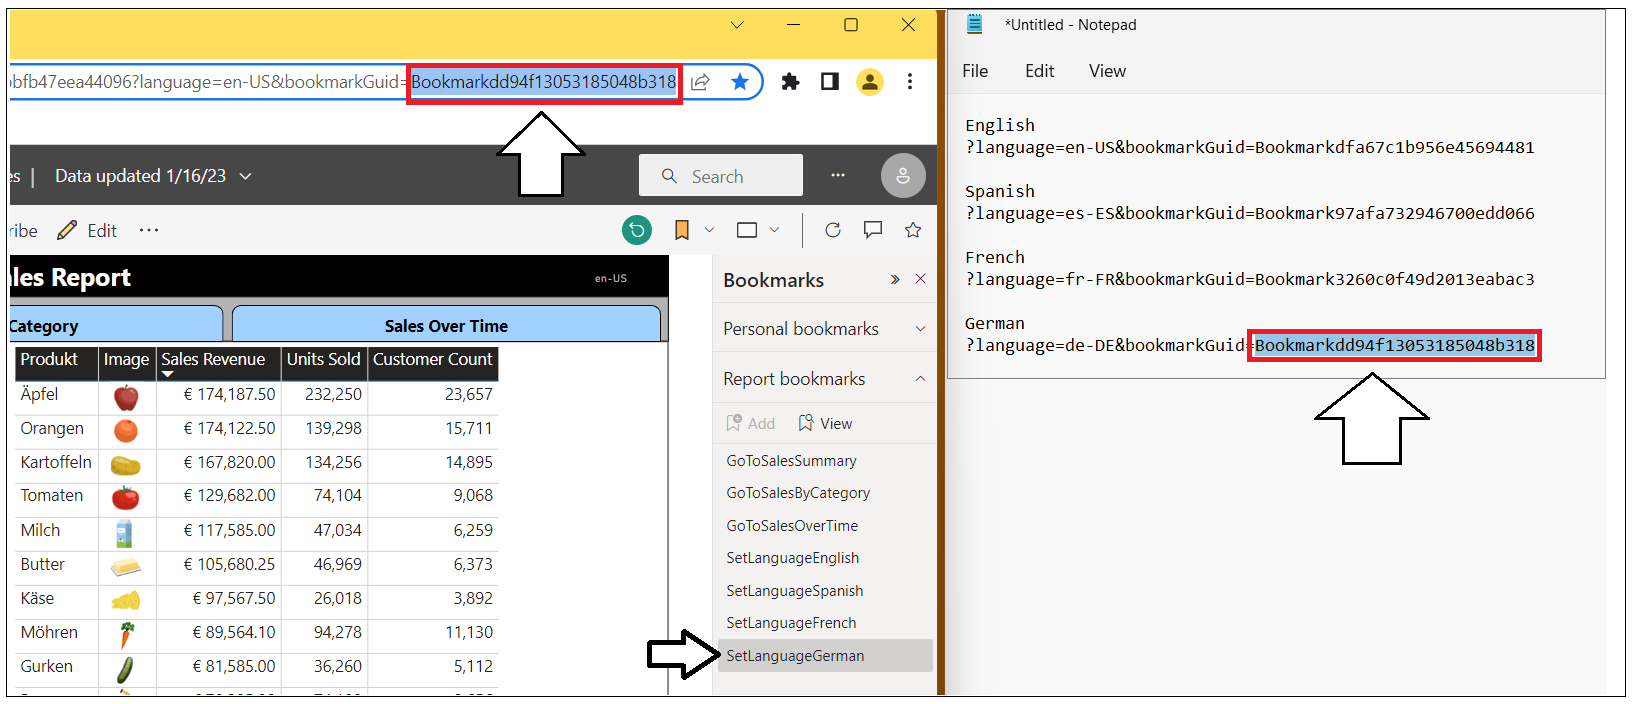 bfb47eea44096?language=en-US&bookmarkGuid=Bookmarkdd94f13053185048b318
es | Data updated 1/16/23
Search
ribe Edit
ales Report
en-US
Category
Sales Over Time
Produkt Image Sales Revenue Units Sold Customer Count
Äpfel € 174,187.50 232,250 23,657
Orangen € 174,122.50 139,298 15,711
Kartoffeln € 167,820.00 134,256 14,895
Tomaten € 129,682.00 74,104 9,068
Milch € 117,585.00 47,034 6,259
Butter € 105,680.25 46,969 6,373
Käse € 97,567.50 26,018 3,892
Möhren € 89,564.10 94,278 11,130
Gurken € 81,585.00 36,260 5,112
Bookmarks
Personal bookmarks
Report bookmarks
Add View
GoToSalesSummary
GoToSalesByCategory
GoToSalesOverTime
SetLanguageEnglish
SetLanguageSpanish
SetLanguageFrench
SetLanguageGerman
*Untitled - Notepad
File Edit View
English
?language=en-US&bookmarkGuid=Bookmarkdfa67c1b956e45694481
Spanish
?language=es-ES&bookmarkGuid=Bookmark97afa732946700edd066
French
?language=fr-FR&bookmarkGuid=Bookmark3260c0f49d2013eabac3
German
?language=de-DE&bookmarkGuid=Bookmarkdd94f13053185048b318